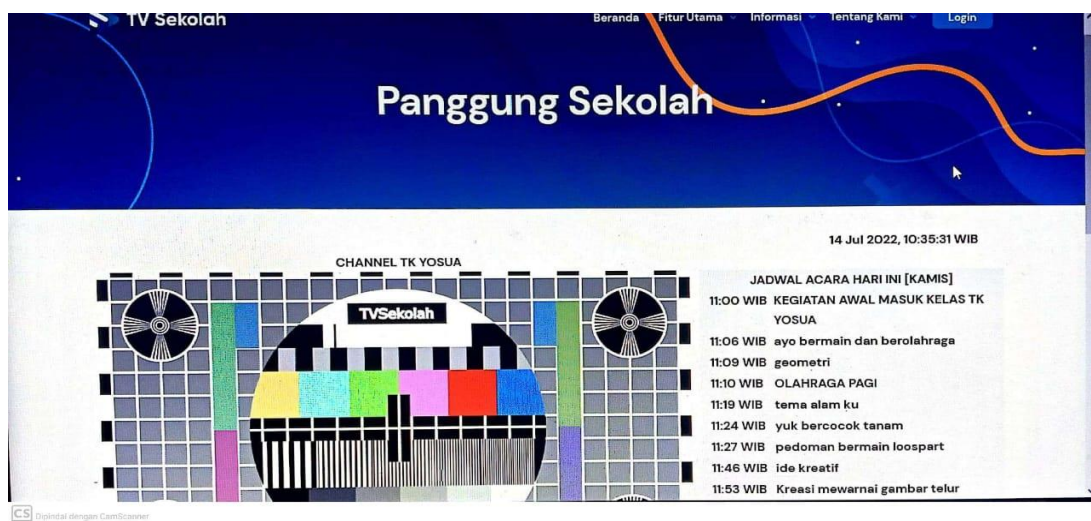 TV Sekolah
Beranda Fitur Utama Informasi Tentang Kami Login
Panggung Sekolah
14 Jul 2022, 10:35:31 WIB
CHANNEL TK YOSUA
TVSekolah
JADWAL ACARA HARI INI [KAMIS]
11:00 WIB KEGIATAN AWAL MASUK KELAS TK
YOSUA
11:06 WIB ayo bermain dan berolahraga
11:09 WIB geometri
11:10 WIB OLAHRAGA PAGI
11:19 WIB tema alam ku
11:24 WIB yuk bercocok tanam
11:27 WIB pedoman bermain loospart
11:46 WIB ide kreatif
11:53 WIB Kreasi mewarnai gambar telur
CS Dipindai dengan CamScanner